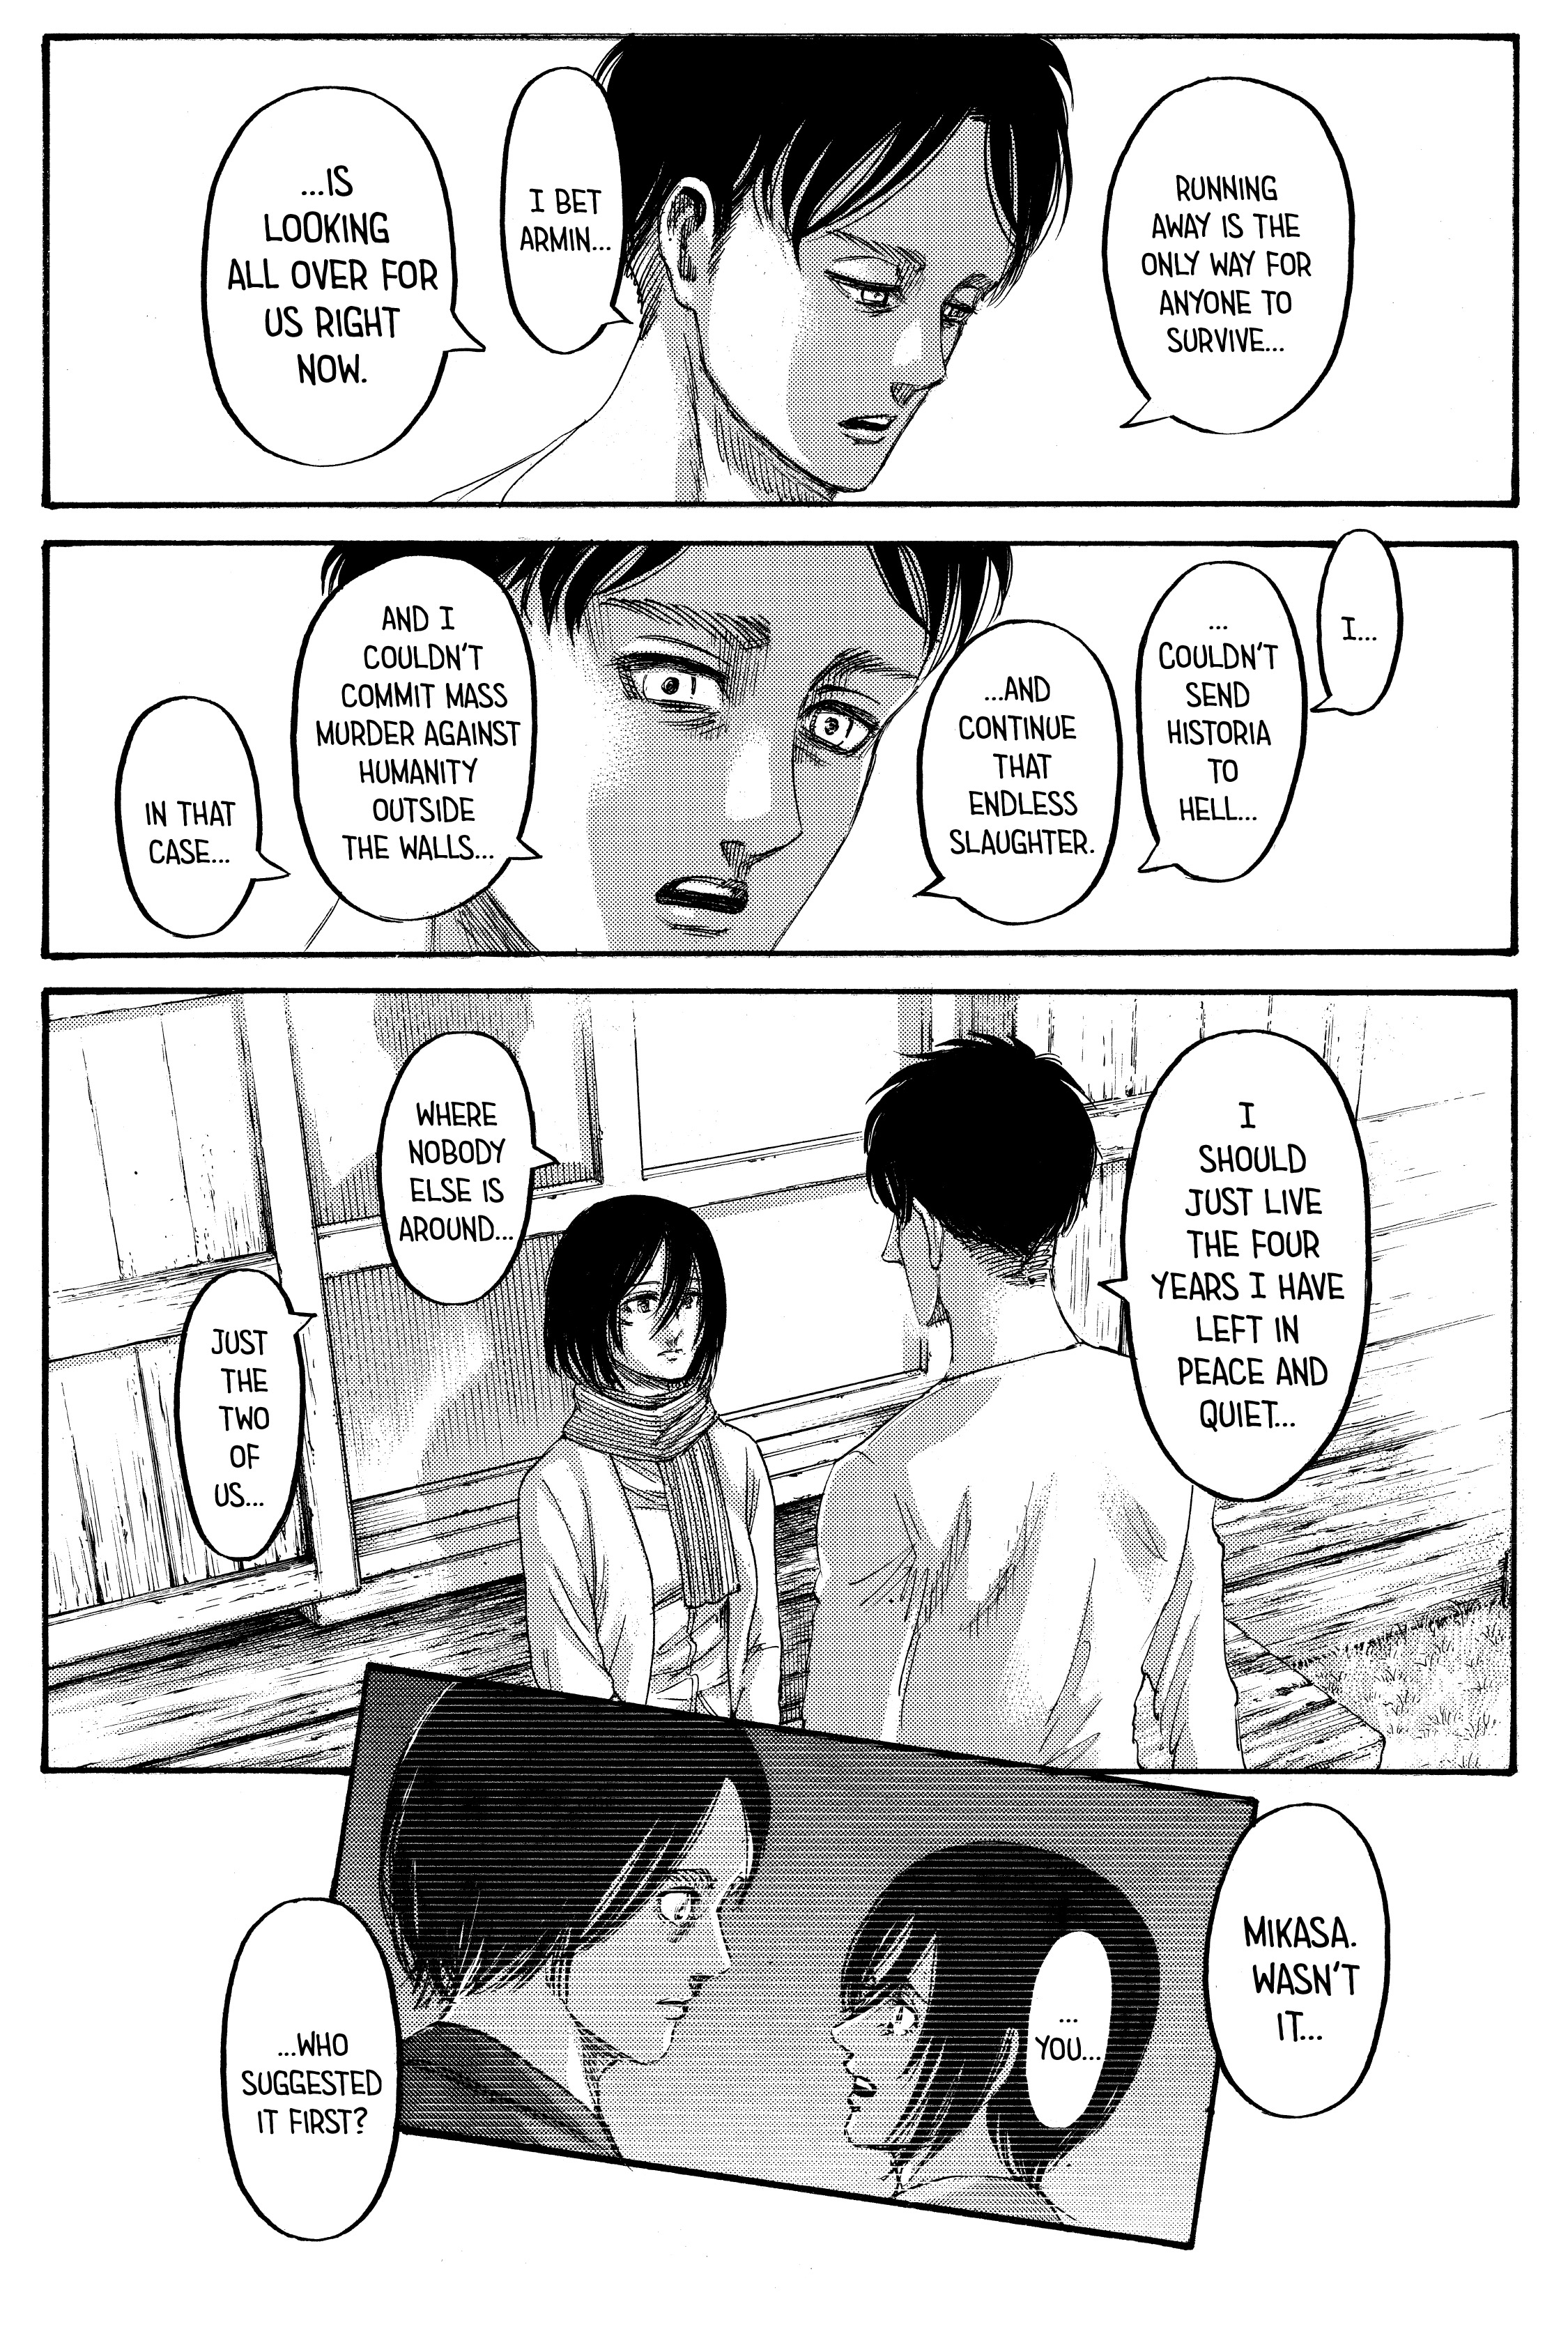 RUNNING
AWAY IS THE
ONLY WAY FOR
ANYONE TO
SURVIVE...
I BET
ARMIN...
...IS
LOOKING
ALL OVER FOR
US RIGHT
NOW.
I...
...
COULDN'T
SEND
HISTORIA
TO
HELL...
...AND
CONTINUE
THAT
ENDLESS
SLAUGHTER.
AND I
COULDN'T
COMMIT MASS
MURDER AGAINST
HUMANITY
OUTSIDE
THE WALLS...
IN THAT
CASE...
I
SHOULD
JUST LIVE
THE FOUR
YEARS I HAVE
LEFT IN
PEACE AND
QUIET...
WHERE
NOBODY
ELSE IS
AROUND...
JUST
THE
TWO
OF
US...
MIKASA.
WASN'T
IT...
...
YOU...
...WHO
SUGGESTED
IT FIRST?